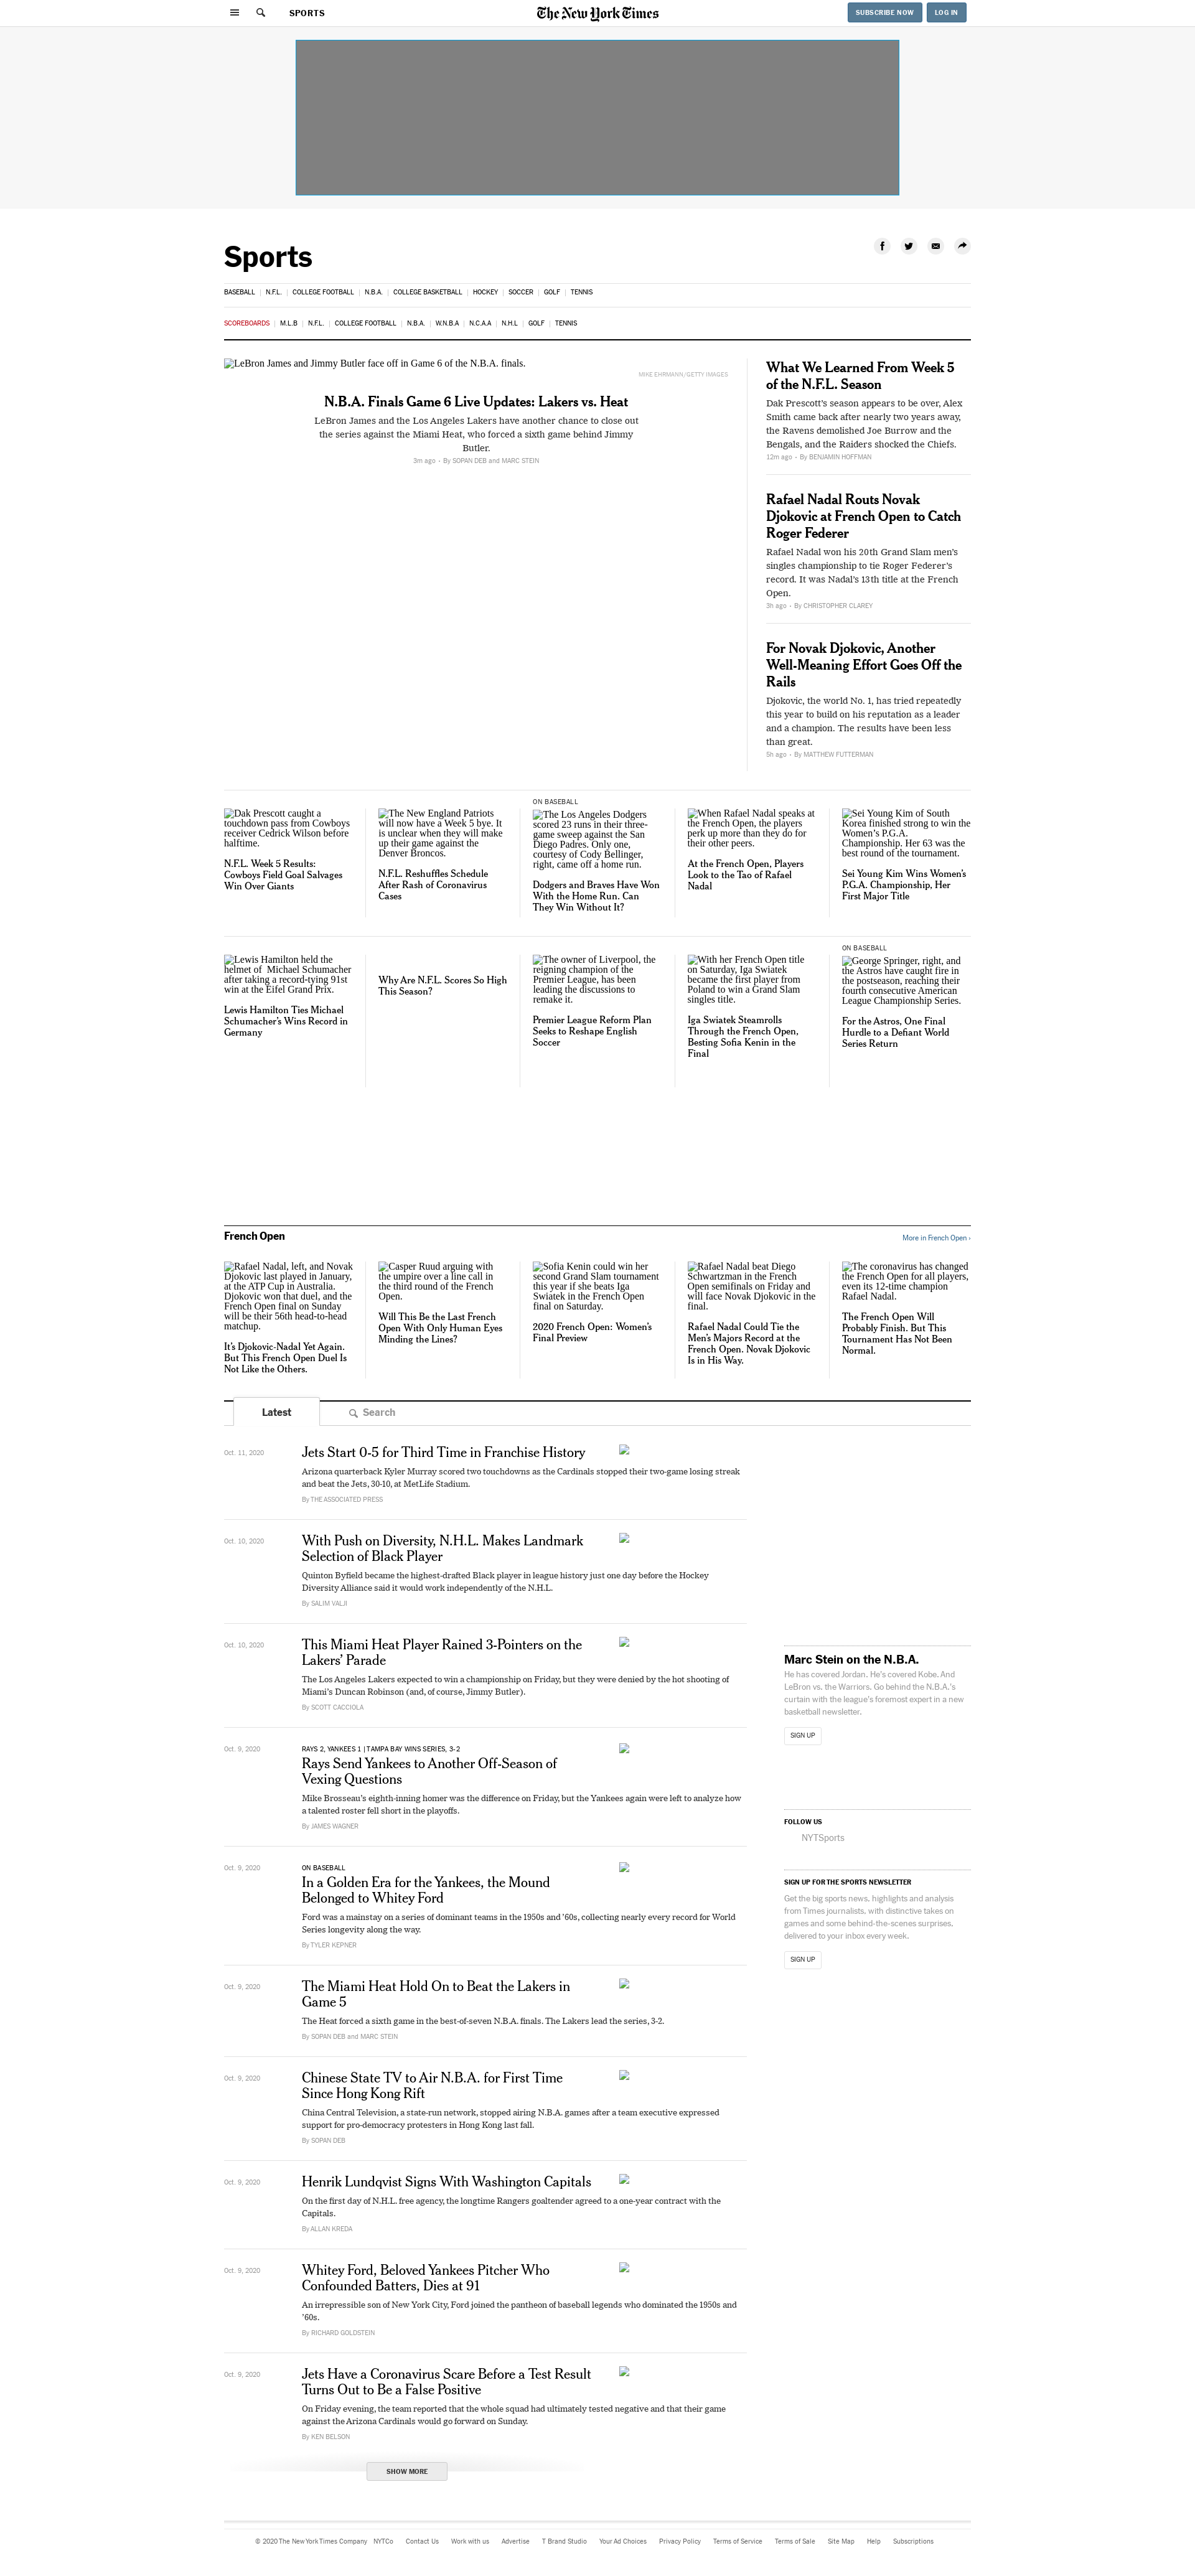 SPORTS
The New York Times
SUBSCRIBE NOW
LOG IN
Sports
BASEBALL | N.F.L. | COLLEGE FOOTBALL | N.B.A. | COLLEGE BASKETBALL | HOCKEY | SOCCER | GOLF | TENNIS
SCOREBOARDS | M.L.B | N.F.L. | COLLEGE FOOTBALL | N.B.A. | W.N.B.A | N.C.A.A | N.H.L | GOLF | TENNIS
LeBron James and Jimmy Butler face off in Game 6 of the N.B.A. finals.
MIKE EHRMANN/GETTY IMAGES
N.B.A. Finals Game 6 Live Updates: Lakers vs. Heat
LeBron James and the Los Angeles Lakers have another chance to close out
the series against the Miami Heat, who forced a sixth game behind Jimmy
Butler.
3m ago • By SOPAN DEB and MARC STEIN
What We Learned From Week 5
of the N.F.L. Season
Dak Prescott’s season appears to be over, Alex
Smith came back after nearly two years away,
the Ravens demolished Joe Burrow and the
Bengals, and the Raiders shocked the Chiefs.
12m ago • By BENJAMIN HOFFMAN
Rafael Nadal Routs Novak
Djokovic at French Open to Catch
Roger Federer
Rafael Nadal won his 20th Grand Slam men’s
singles championship to tie Roger Federer’s
record. It was Nadal’s 13th title at the French
Open.
3h ago • By CHRISTOPHER CLAREY
For Novak Djokovic, Another
Well-Meaning Effort Goes Off the
Rails
Djokovic, the world No. 1, has tried repeatedly
this year to build on his reputation as a leader
and a champion. The results have been less
than great.
5h ago • By MATTHEW FUTTERMAN
Dak Prescott caught a
touchdown pass from Cowboys
receiver Cedrick Wilson before
halftime.
N.F.L. Week 5 Results:
Cowboys Field Goal Salvages
Win Over Giants
The New England Patriots
will now have a Week 5 bye. It
is unclear when they will make
up their game against the
Denver Broncos.
N.F.L. Reshuffles Schedule
After Rash of Coronavirus
Cases
ON BASEBALL
The Los Angeles Dodgers
scored 23 runs in their three-
game sweep against the San
Diego Padres. Only one,
courtesy of Cody Bellinger,
right, came off a home run.
Dodgers and Braves Have Won
With the Home Run. Can
They Win Without It?
When Rafael Nadal speaks at
the French Open, the players
perk up more than they do for
their other peers.
At the French Open, Players
Look to the Tao of Rafael
Nadal
Sei Young Kim of South
Korea finished strong to win the
Women’s P.G.A.
Championship. Her 63 was the
best round of the tournament.
Sei Young Kim Wins Women’s
P.G.A. Championship, Her
First Major Title
Lewis Hamilton held the
helmet of Michael Schumacher
after taking a record-tying 91st
win at the Eifel Grand Prix.
Lewis Hamilton Ties Michael
Schumacher’s Wins Record in
Germany
Why Are N.F.L. Scores So High
This Season?
The owner of Liverpool, the
reigning champion of the
Premier League, has been
leading the discussions to
remake it.
Premier League Reform Plan
Seeks to Reshape English
Soccer
With her French Open title
on Saturday, Iga Swiatek
became the first player from
Poland to win a Grand Slam
singles title.
Iga Swiatek Steamrolls
Through the French Open,
Besting Sofia Kenin in the
Final
ON BASEBALL
George Springer, right, and
the Astros have caught fire in
the postseason, reaching their
fourth consecutive American
League Championship Series.
For the Astros, One Final
Hurdle to a Defiant World
Series Return
French Open
More in French Open ›
Rafael Nadal, left, and Novak
Djokovic last played in January,
at the ATP Cup in Australia.
Djokovic won that duel, and the
French Open final on Sunday
will be their 56th head-to-head
matchup.
It’s Djokovic-Nadal Yet Again.
But This French Open Duel Is
Not Like the Others.
Casper Ruud arguing with
the umpire over a line call in
the third round of the French
Open.
Will This Be the Last French
Open With Only Human Eyes
Minding the Lines?
Sofia Kenin could win her
second Grand Slam tournament
this year if she beats Iga
Swiatek in the French Open
final on Saturday.
2020 French Open: Women’s
Final Preview
Rafael Nadal beat Diego
Schwartzman in the French
Open semifinals on Friday and
will face Novak Djokovic in the
final.
Rafael Nadal Could Tie the
Men’s Majors Record at the
French Open. Novak Djokovic
Is in His Way.
The coronavirus has changed
the French Open for all players,
even its 12-time champion
Rafael Nadal.
The French Open Will
Probably Finish. But This
Tournament Has Not Been
Normal.
Latest
Search
Oct. 11, 2020
Jets Start 0-5 for Third Time in Franchise History
Arizona quarterback Kyler Murray scored two touchdowns as the Cardinals stopped their two-game losing streak
and beat the Jets, 30-10, at MetLife Stadium.
By THE ASSOCIATED PRESS
Oct. 10, 2020
With Push on Diversity, N.H.L. Makes Landmark
Selection of Black Player
Quinton Byfield became the highest-drafted Black player in league history just one day before the Hockey
Diversity Alliance said it would work independently of the N.H.L.
By SALIM VALJI
Oct. 10, 2020
This Miami Heat Player Rained 3-Pointers on the
Lakers’ Parade
The Los Angeles Lakers expected to win a championship on Friday, but they were denied by the hot shooting of
Miami’s Duncan Robinson (and, of course, Jimmy Butler).
By SCOTT CACCIOLA
Oct. 9, 2020
RAYS 2, YANKEES 1 | TAMPA BAY WINS SERIES, 3-2
Rays Send Yankees to Another Off-Season of
Vexing Questions
Mike Brosseau’s eighth-inning homer was the difference on Friday, but the Yankees again were left to analyze how
a talented roster fell short in the playoffs.
By JAMES WAGNER
Oct. 9, 2020
ON BASEBALL
In a Golden Era for the Yankees, the Mound
Belonged to Whitey Ford
Ford was a mainstay on a series of dominant teams in the 1950s and ’60s, collecting nearly every record for World
Series longevity along the way.
By TYLER KEPNER
Oct. 9, 2020
The Miami Heat Hold On to Beat the Lakers in
Game 5
The Heat forced a sixth game in the best-of-seven N.B.A. finals. The Lakers lead the series, 3-2.
By SOPAN DEB and MARC STEIN
Oct. 9, 2020
Chinese State TV to Air N.B.A. for First Time
Since Hong Kong Rift
China Central Television, a state-run network, stopped airing N.B.A. games after a team executive expressed
support for pro-democracy protesters in Hong Kong last fall.
By SOPAN DEB
Oct. 9, 2020
Henrik Lundqvist Signs With Washington Capitals
On the first day of N.H.L. free agency, the longtime Rangers goaltender agreed to a one-year contract with the
Capitals.
By ALLAN KREDA
Oct. 9, 2020
Whitey Ford, Beloved Yankees Pitcher Who
Confounded Batters, Dies at 91
An irrepressible son of New York City, Ford joined the pantheon of baseball legends who dominated the 1950s and
’60s.
By RICHARD GOLDSTEIN
Oct. 9, 2020
Jets Have a Coronavirus Scare Before a Test Result
Turns Out to Be a False Positive
On Friday evening, the team reported that the whole squad had ultimately tested negative and that their game
against the Arizona Cardinals would go forward on Sunday.
By KEN BELSON
SHOW MORE
Marc Stein on the N.B.A.
He has covered Jordan. He’s covered Kobe. And
LeBron vs. the Warriors. Go behind the N.B.A.’s
curtain with the league’s foremost expert in a new
basketball newsletter.
SIGN UP
FOLLOW US
NYTSports
SIGN UP FOR THE SPORTS NEWSLETTER
Get the big sports news, highlights and analysis
from Times journalists, with distinctive takes on
games and some behind-the-scenes surprises,
delivered to your inbox every week.
SIGN UP
© 2020 The New York Times Company NYTCo Contact Us Work with us Advertise T Brand Studio Your Ad Choices Privacy Policy Terms of Service Terms of Sale Site Map Help Subscriptions